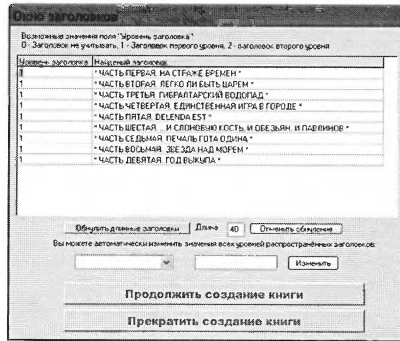 Окно заголовков
Возможные значения поля "Уровень заголовка"
0 - Заголовок не учитывать, 1 - Заголовок первого уровня, 2 - заголовок второго уровня
Уровень заголовка Найденый заголовок
1 * ЧАСТЬ ПЕРВАЯ. НА СТРАЖЕ ВРЕМЕН *
1 * ЧАСТЬ ВТОРАЯ. ЛЕГКО ЛИ БЫТЬ ЦАРЕМ *
1 * ЧАСТЬ ТРЕТЬЯ. ГИБРАЛТАРСКИЙ ВОДОПАД *
1 * ЧАСТЬ ЧЕТВЕРТАЯ. ЕДИНСТВЕННАЯ ИГРА В ГОРОДЕ *
1 * ЧАСТЬ ПЯТАЯ. DELENDA EST *
1 * ЧАСТЬ ШЕСТАЯ. ... И СЛОНОВУЮ КОСТЬ, И ОБЕЗЬЯН, И ПАВЛИНОВ *
1 * ЧАСТЬ СЕДЬМАЯ. ПЕЧАЛЬ ГОТА ОДИНА *
1 * ЧАСТЬ ВОСЬМАЯ. ЗВЕЗДА НАД МОРЕМ *
1 * ЧАСТЬ ДЕВЯТАЯ. ГОД ВЫКУПА *
Обнулить длинные заголовки Длина 40 Отменить обнуление
Вы можете автоматически изменить значения всех уровней распространённых заголовков:
Изменить
Продолжить создание книги
Прекратить создание книги